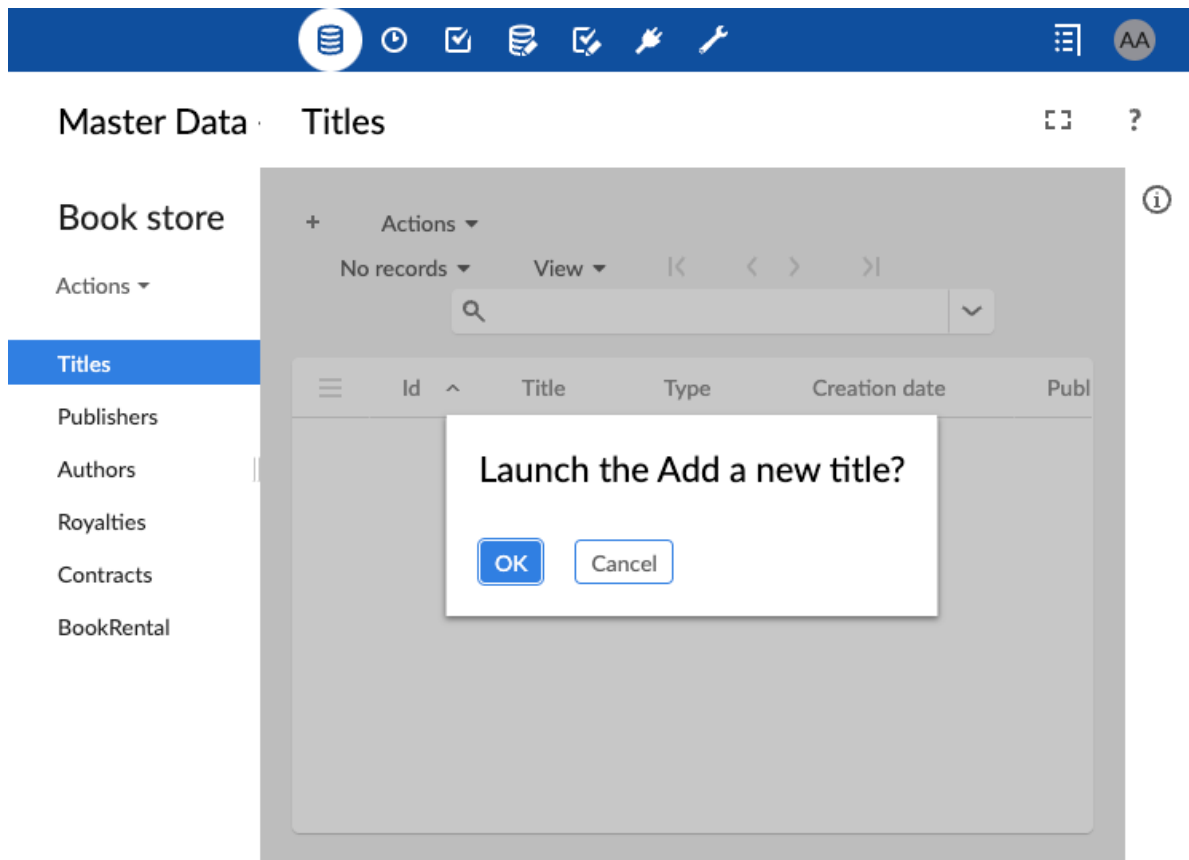 AA
Master Data
Titles
?
Book store
Actions
Titles
Publishers
Authors
Royalties
Contracts
BookRental
+ Actions
No records View
Id Title Type Creation date Publ
Launch the Add a new title?
OK Cancel